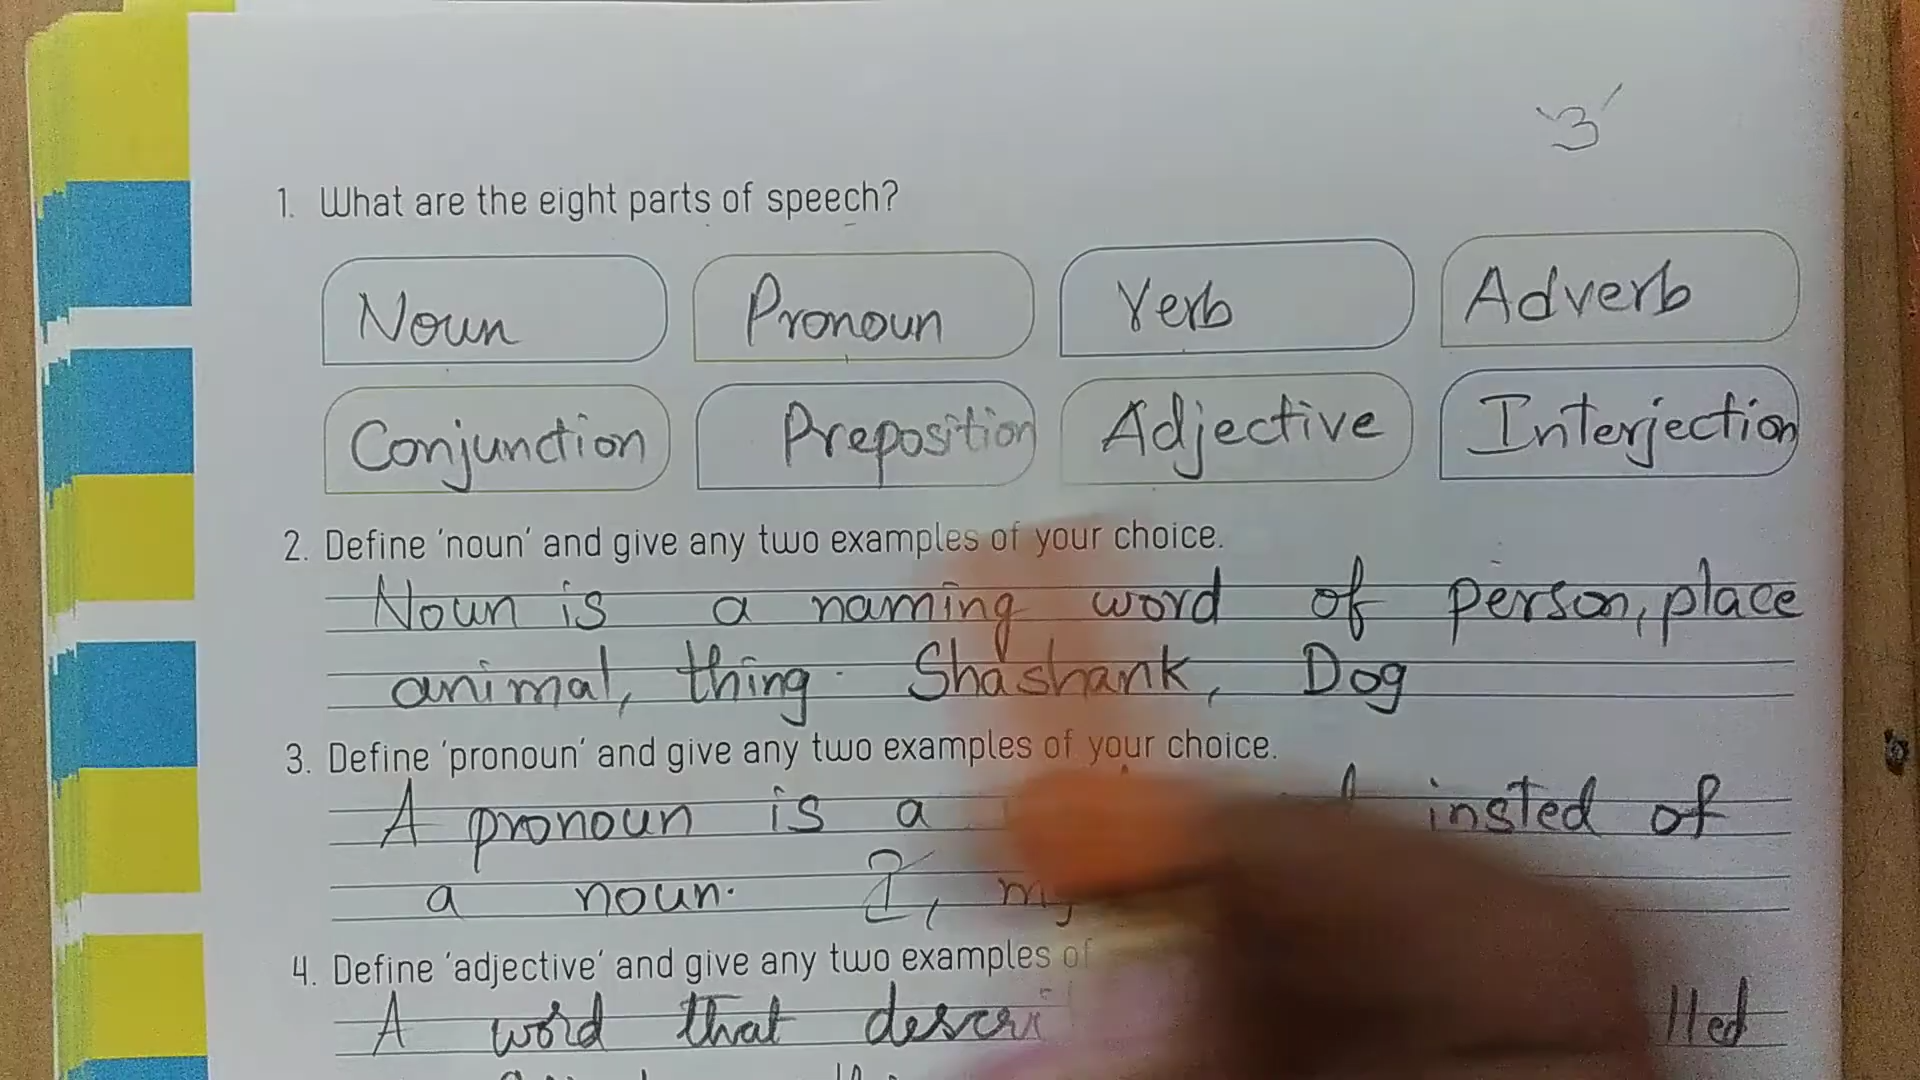 3
1. What are the eight parts of speech?
Noun Pronoun Verb Adverb
Conjunction Preposition Adjective Interjection
2. Define 'noun' and give any two examples of your choice.
Noun is a naming word of person, place
animal, thing. Shashank, Dog
3. Define 'pronoun' and give any two examples of your choice.
A pronoun is a insted of
a noun. I,
4. Define 'adjective' and give any two examples of
A word that